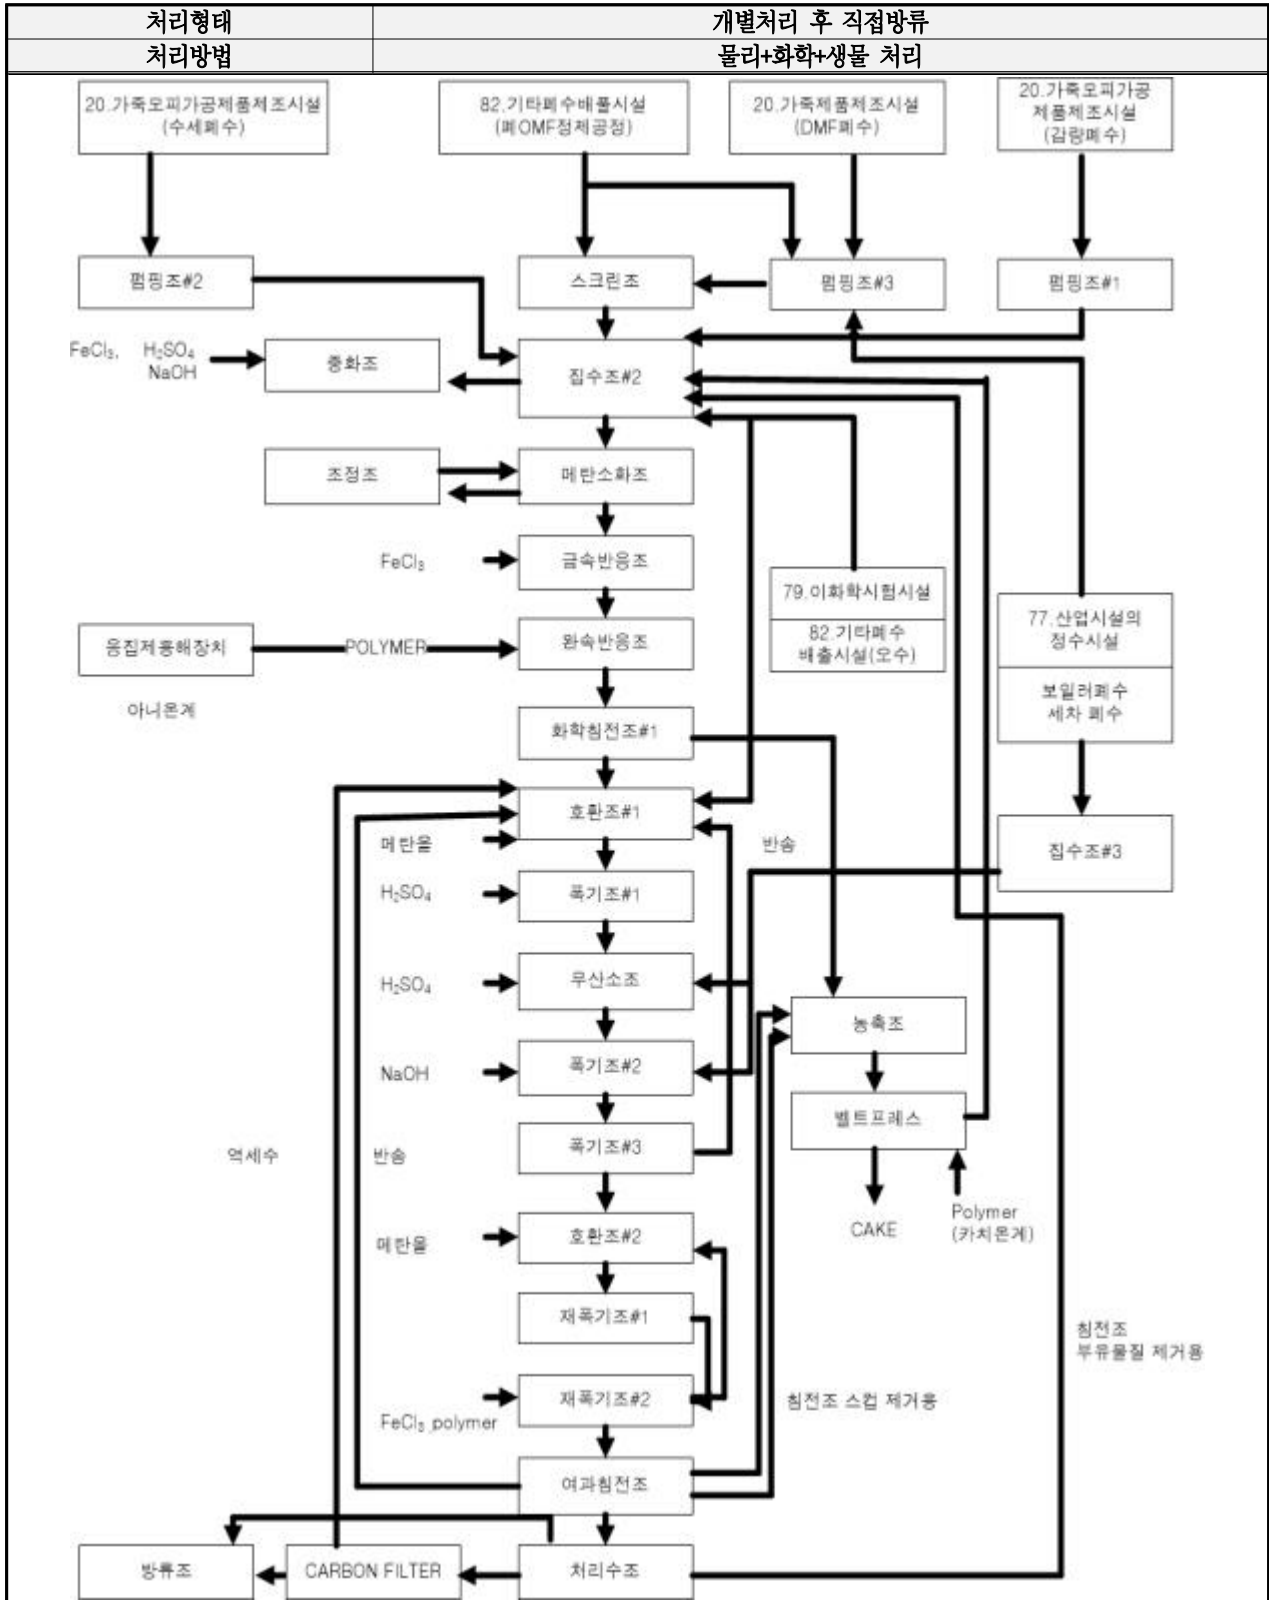 처리형태
개별처리 후 직접방류
처리방법
물리+화학+생물 처리
20.가죽모피가공제품제조시설
(수세폐수)
82.기타폐수배풀시설
(폐OMF정제공정)
20.가죽제품제조시설
(DMF폐수)
20.가죽모피가공
제품제조시설
(감량폐수)
펌핑조#2
스크린조
펌핑조#3
펌핑조#1
FeCl₃, H₂SO₄
NaOH
중화조
집수조#2
조정조
메탄소화조
FeCl₃
금속반응조
79.이화학시험시설
82.기타폐수
배출시설(오수)
77.산업시설의
정수시설
보일러폐수
세차 폐수
응집제용해장치
POLYMER
완속반응조
아니온계
화학침전조#1
호환조#1
메탄올
반송
집수조#3
H₂SO₄
폭기조#1
H₂SO₄
무산소조
농축조
NaOH
폭기조#2
벨트프레스
역세수
반송
폭기조#3
CAKE
Polymer
(카치온계)
메탄올
호환조#2
재폭기조#1
침전조
부유물질 제거용
재폭기조#2
침전조 스컴 제거용
FeCl₃ polymer
여과침전조
방류조
CARBON FILTER
처리수조